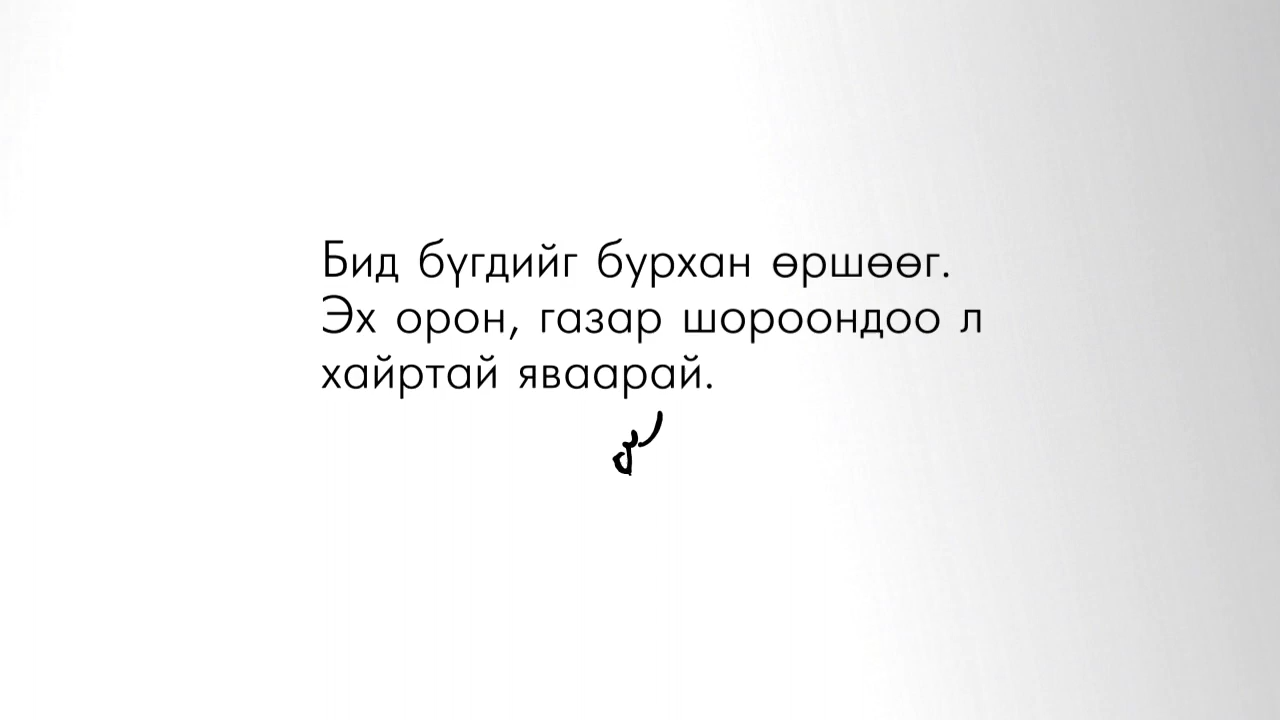 Бид бүгдийг бурхан өршөөг.
Эх орон, газар шороондоо л
хайртай яваарай.